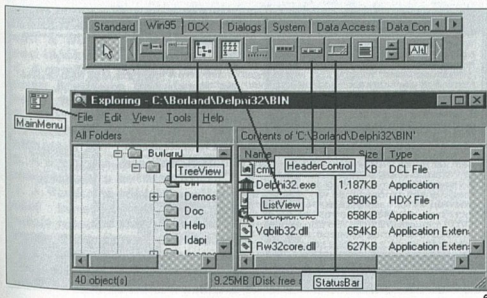 Standard Win95 OCX Dialogs System Data Access Data Con
Alt
MainMenu
Exploring - C:\Borland\Delphi32\BIN
File Edit View Tools Help
All Folders
Contents of 'C:\Borland\Delphi32\BIN'
Name Size Type
Borland
TreeView
HeaderControl
KB DCL File
Delphi32.exe 1,187KB Application
Demos
ListView
850KB HDX File
Doc
658KB Application
Help
Vqblib32.dll 654KB Application Exten
Idapi
Rw32core.dll 627KB Application Exten
Images
40 object(s)
9.25MB (Disk free
StatusBar